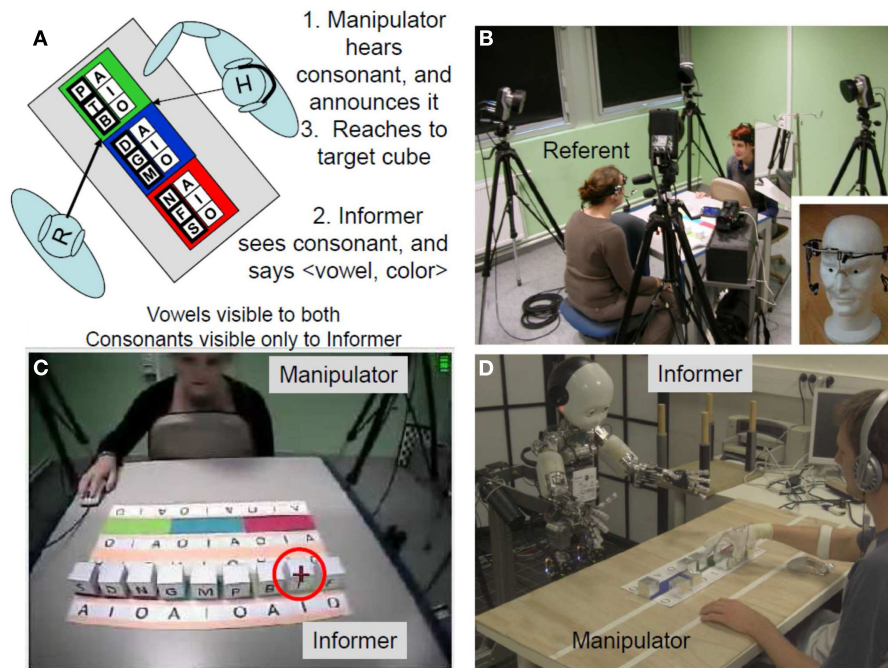 A
P A
T I
B O
D A
G I
M O
N A
F I
S O
H
R
1. Manipulator
hears
consonant, and
announces it
3. Reaches to
target cube
2. Informer
sees consonant, and
says <vowel, color>
Vowels visible to both
Consonants visible only to Informer
B
Referent
C
Manipulator
S D N G M P B
A I O A I O A I O
Informer
D
Informer
Manipulator